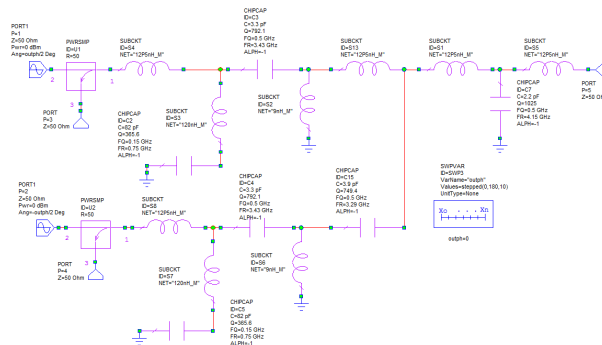 PORT1
P=1
Z=50 Ohm
Pwr=0 dBm
Ang=outph/2 Deg
PWRSMP
ID=U1
R=50
2
1
3
PORT
P=3
Z=50 Ohm
SUBCKT
ID=S4
NET="12P5nH_M"
CHIPCAP
ID=C3
C=3.3 pF
Q=792.1
FQ=0.5 GHz
FR=3.43 GHz
ALPH=-1
SUBCKT
ID=S13
NET="12P5nH_M"
SUBCKT
ID=S1
NET="12P5nH_M"
SUBCKT
ID=S5
NET="12P5nH_M"
CHIPCAP
ID=C7
C=2.2 pF
Q=1025
FQ=0.5 GHz
FR=4.15 GHz
ALPH=-1
PORT
P=5
Z=50 Oh
CHIPCAP
ID=C2
C=82 pF
Q=365.6
FQ=0.15 GHz
FR=0.75 GHz
ALPH=-1
SUBCKT
ID=S3
NET="120nH_M"
SUBCKT
ID=S2
NET="9nH_M"
PORT1
P=2
Z=50 Ohm
Pwr=0 dBm
Ang=-outph/2 Deg
PWRSMP
ID=U2
R=50
2
1
3
PORT
P=4
Z=50 Ohm
SUBCKT
ID=S8
NET="12P5nH_M"
CHIPCAP
ID=C4
C=3.3 pF
Q=792.1
FQ=0.5 GHz
FR=3.43 GHz
ALPH=-1
CHIPCAP
ID=C15
C=3.9 pF
Q=749.4
FQ=0.5 GHz
FR=3.29 GHz
ALPH=-1
SUBCKT
ID=S7
NET="120nH_M"
SUBCKT
ID=S6
NET="9nH_M"
CHIPCAP
ID=C5
C=82 pF
Q=365.6
FQ=0.15 GHz
FR=0.75 GHz
ALPH=-1
SWPVAR
ID=SWP3
VarName="outph"
Values=stepped(0,180,10)
UnitType=None
Xo . . . Xn
outph=0